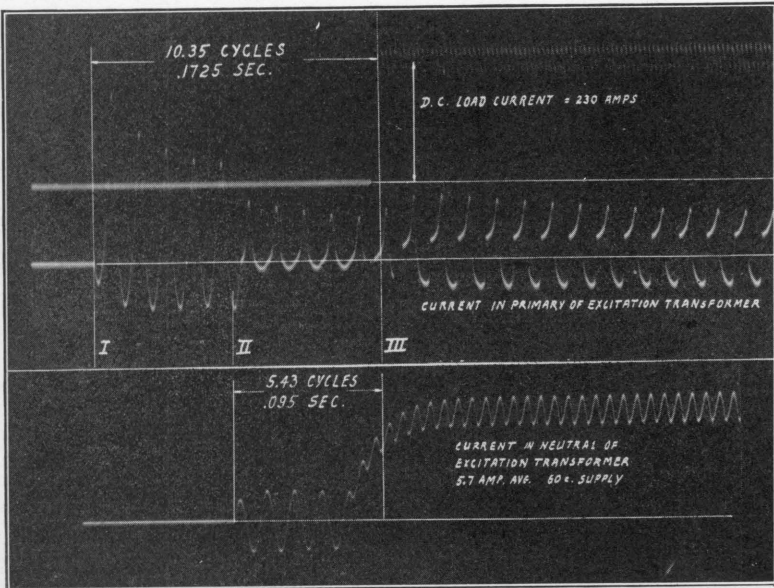 10.35 CYCLES
.1725 SEC.
D.C. LOAD CURRENT = 230 AMPS
CURRENT IN PRIMARY OF EXCITATION TRANSFORMER
I
II
III
5.43 CYCLES
.095 SEC.
CURRENT IN NEUTRAL OF
EXCITATION TRANSFORMER
5.7 AMP. AVG. 60 c. SUPPLY